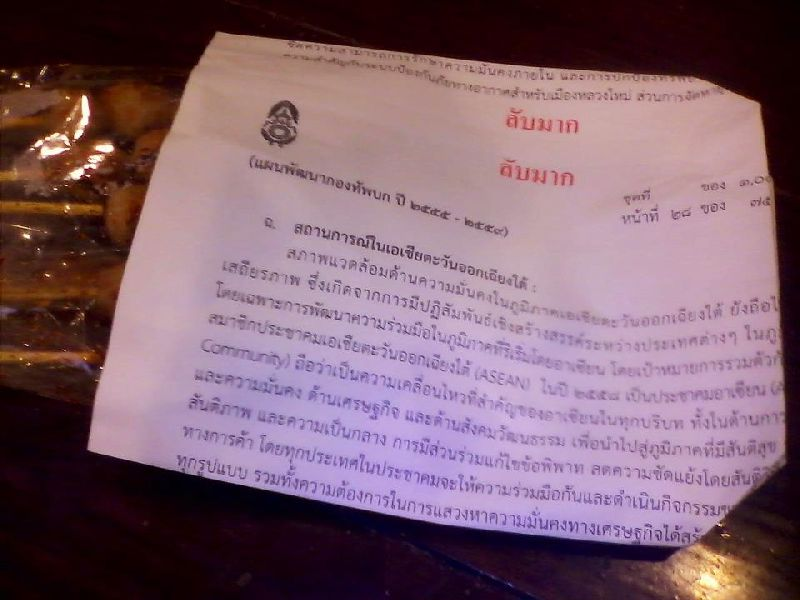 ขีดความสามารถการรักษาความมั่นคงภายใน และการปกป้อง
ความสำคัญกับระบบป้องกันภัยทางอากาศสำหรับเมืองหลวงใหม่ ส่วนการจัดหา
ลับมาก
ลับมาก
(แผนพัฒนากองทัพบก ปี ๒๕๕๕ - ๒๕๕๙)
ชุดที่ ของ
หน้าที่ ๒๘ ของ ๗๕
๓. สถานการณ์ในเอเชียตะวันออกเฉียงใต้ :
สภาพแวดล้อมด้านความมั่นคงในภูมิภาคเอเชียตะวันออกเฉียงใต้ ยังถือ
เสถียรภาพ ซึ่งเกิดจากการมีปฏิสัมพันธ์เชิงสร้างสรรค์ระหว่างประเทศต่างๆ ใน
โดยเฉพาะการพัฒนาความร่วมมือในภูมิภาคที่ริเริ่มโดยอาเซียน โดยเป้าหมายการรวมตัว
สมาชิกประชาคมเอเชียตะวันออกเฉียงใต้ (ASEAN) ในปี ๒๕๕๘ เป็นประชาคมอาเซียน
Community) ถือว่าเป็นความเคลื่อนไหวที่สำคัญของอาเซียนในทุกบริบท ทั้งในด้าน
และความมั่นคง ด้านเศรษฐกิจ และด้านสังคมวัฒนธรรม เพื่อนำไปสู่ภูมิภาคที่มีสันติสุข
สันติภาพ และความเป็นกลาง การมีส่วนร่วมแก้ไขข้อพิพาท ลดความขัดแย้งโดย
ทางการค้า โดยทุกประเทศในประชาคมจะให้ความร่วมมือกันและดำเนินกิจกรรม
ทุกรูปแบบ รวมทั้งความต้องการในการแสวงหาความมั่นคงทางเศรษฐกิจได้